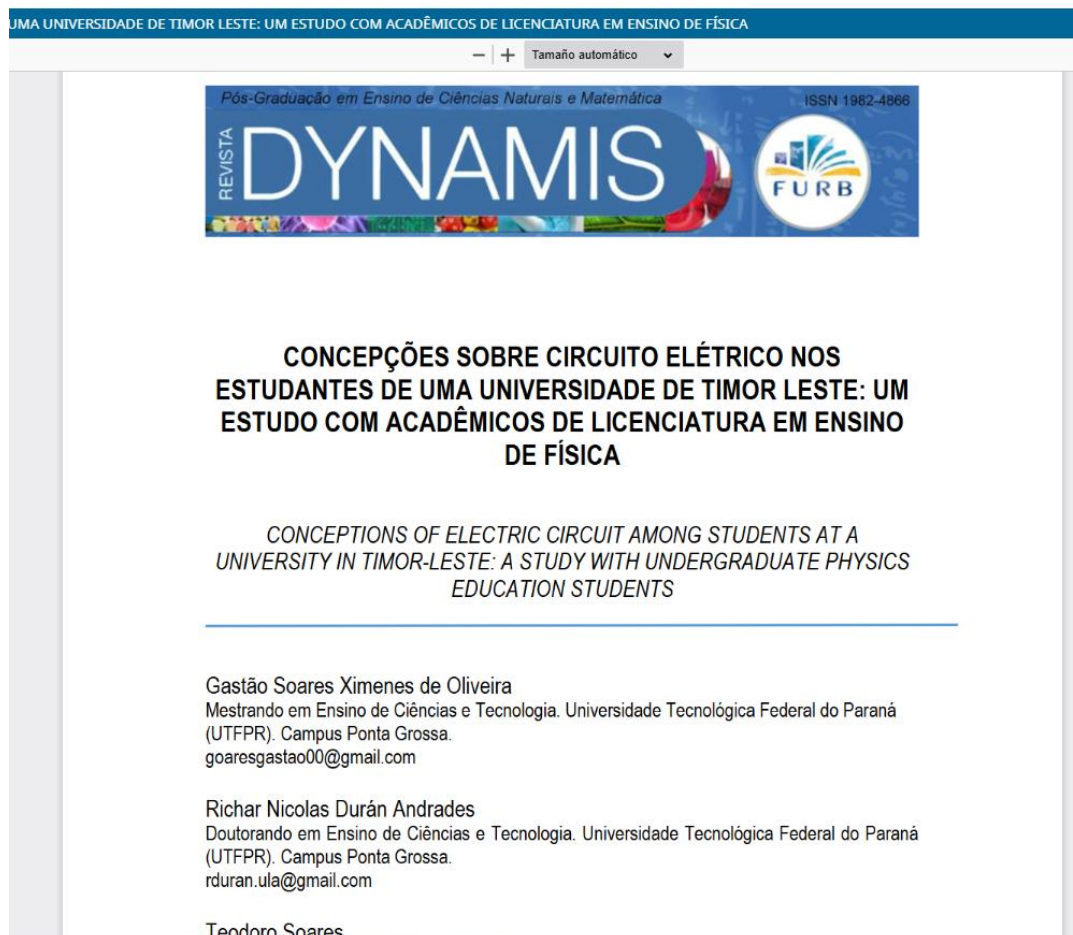 UMA UNIVERSIDADE DE TIMOR LESTE: UM ESTUDO COM ACADÊMICOS DE LICENCIATURA EM ENSINO DE FÍSICA
Tamaño automático
Pós-Graduação em Ensino de Ciências Naturais e Matemática
ISSN 1982-4866
REVISTA
DYNAMIS
FURB
CONCEPÇÕES SOBRE CIRCUITO ELÉTRICO NOS
ESTUDANTES DE UMA UNIVERSIDADE DE TIMOR LESTE: UM
ESTUDO COM ACADÊMICOS DE LICENCIATURA EM ENSINO
DE FÍSICA
CONCEPTIONS OF ELECTRIC CIRCUIT AMONG STUDENTS AT A
UNIVERSITY IN TIMOR-LESTE: A STUDY WITH UNDERGRADUATE PHYSICS
EDUCATION STUDENTS
Gastão Soares Ximenes de Oliveira
Mestrando em Ensino de Ciências e Tecnologia. Universidade Tecnológica Federal do Paraná
(UTFPR). Campus Ponta Grossa.
goaresgastao00@gmail.com
Richar Nicolas Durán Andrades
Doutorando em Ensino de Ciências e Tecnologia. Universidade Tecnológica Federal do Paraná
(UTFPR). Campus Ponta Grossa.
rduran.ula@gmail.com
Teodoro Soares